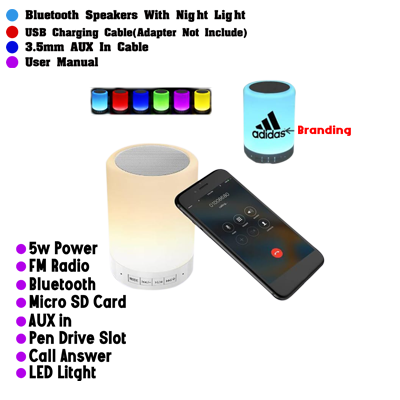 Bluetooth Speakers With Night Light
USB Charging Cable(Adapter Not Include)
3.5mm AUX In Cable
User Manual
adidas
Branding
5w Power
FM Radio
Bluetooth
Micro SD Card
AUX in
Pen Drive Slot
Call Answer
LED Litght